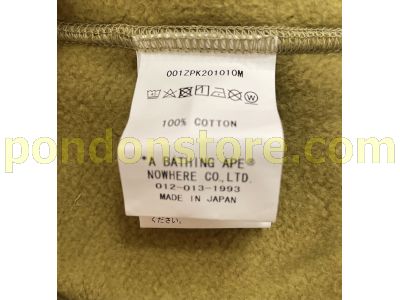 001ZPK201010M
100% COTTON
pondonstore.com
*A BATHING APE®
NOWHERE CO.,LTD.
012-013-1993
MADE IN JAPAN
ください。